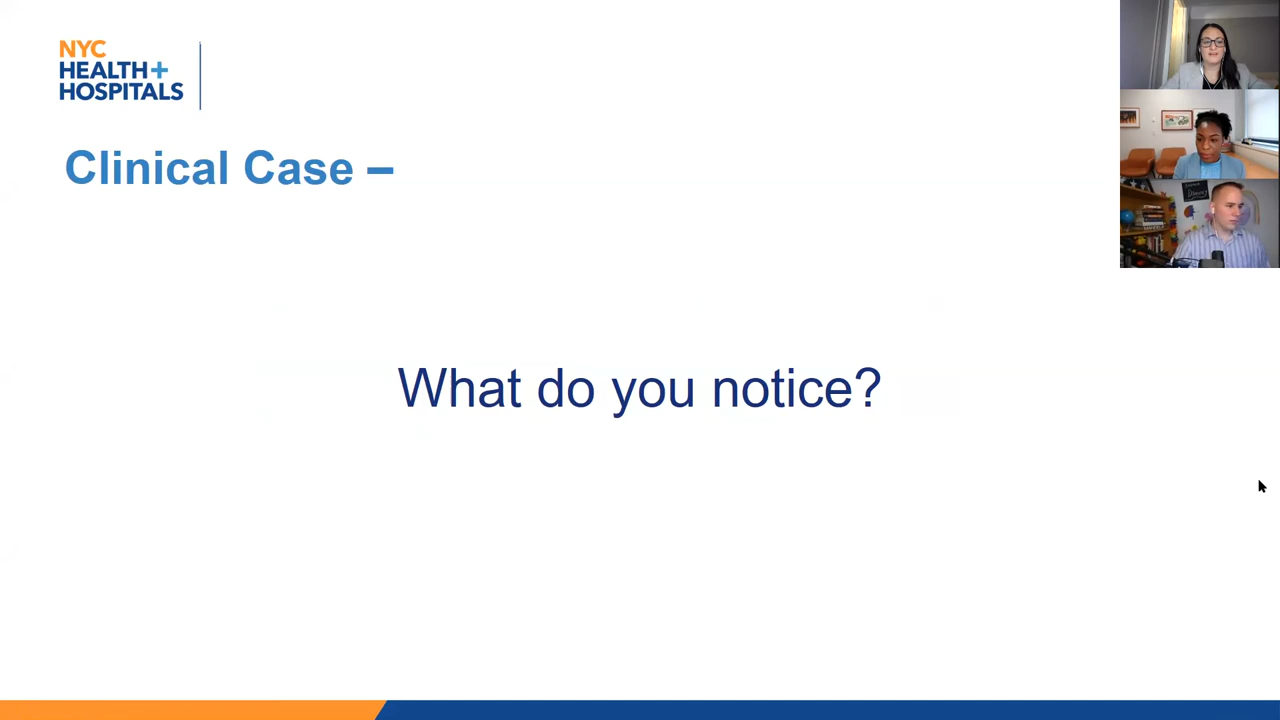 NYC
HEALTH+
HOSPITALS
Clinical Case –
What do you notice?